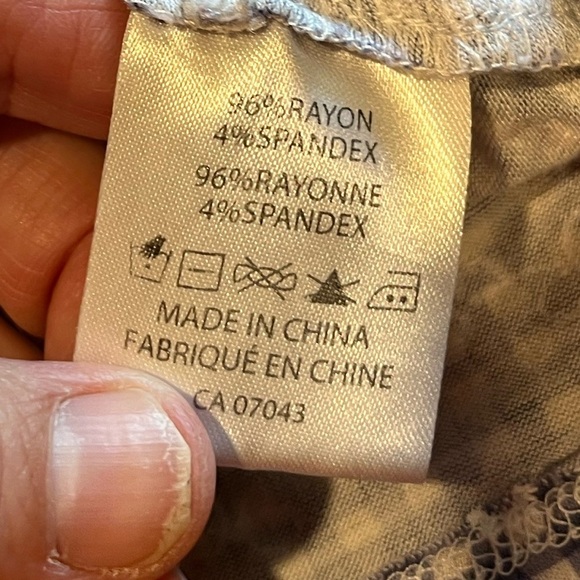 96%RAYON
4%SPANDEX
96%RAYONNE
4%SPANDEX
MADE IN CHINA
FABRIQUÉ EN CHINE
CA 07043